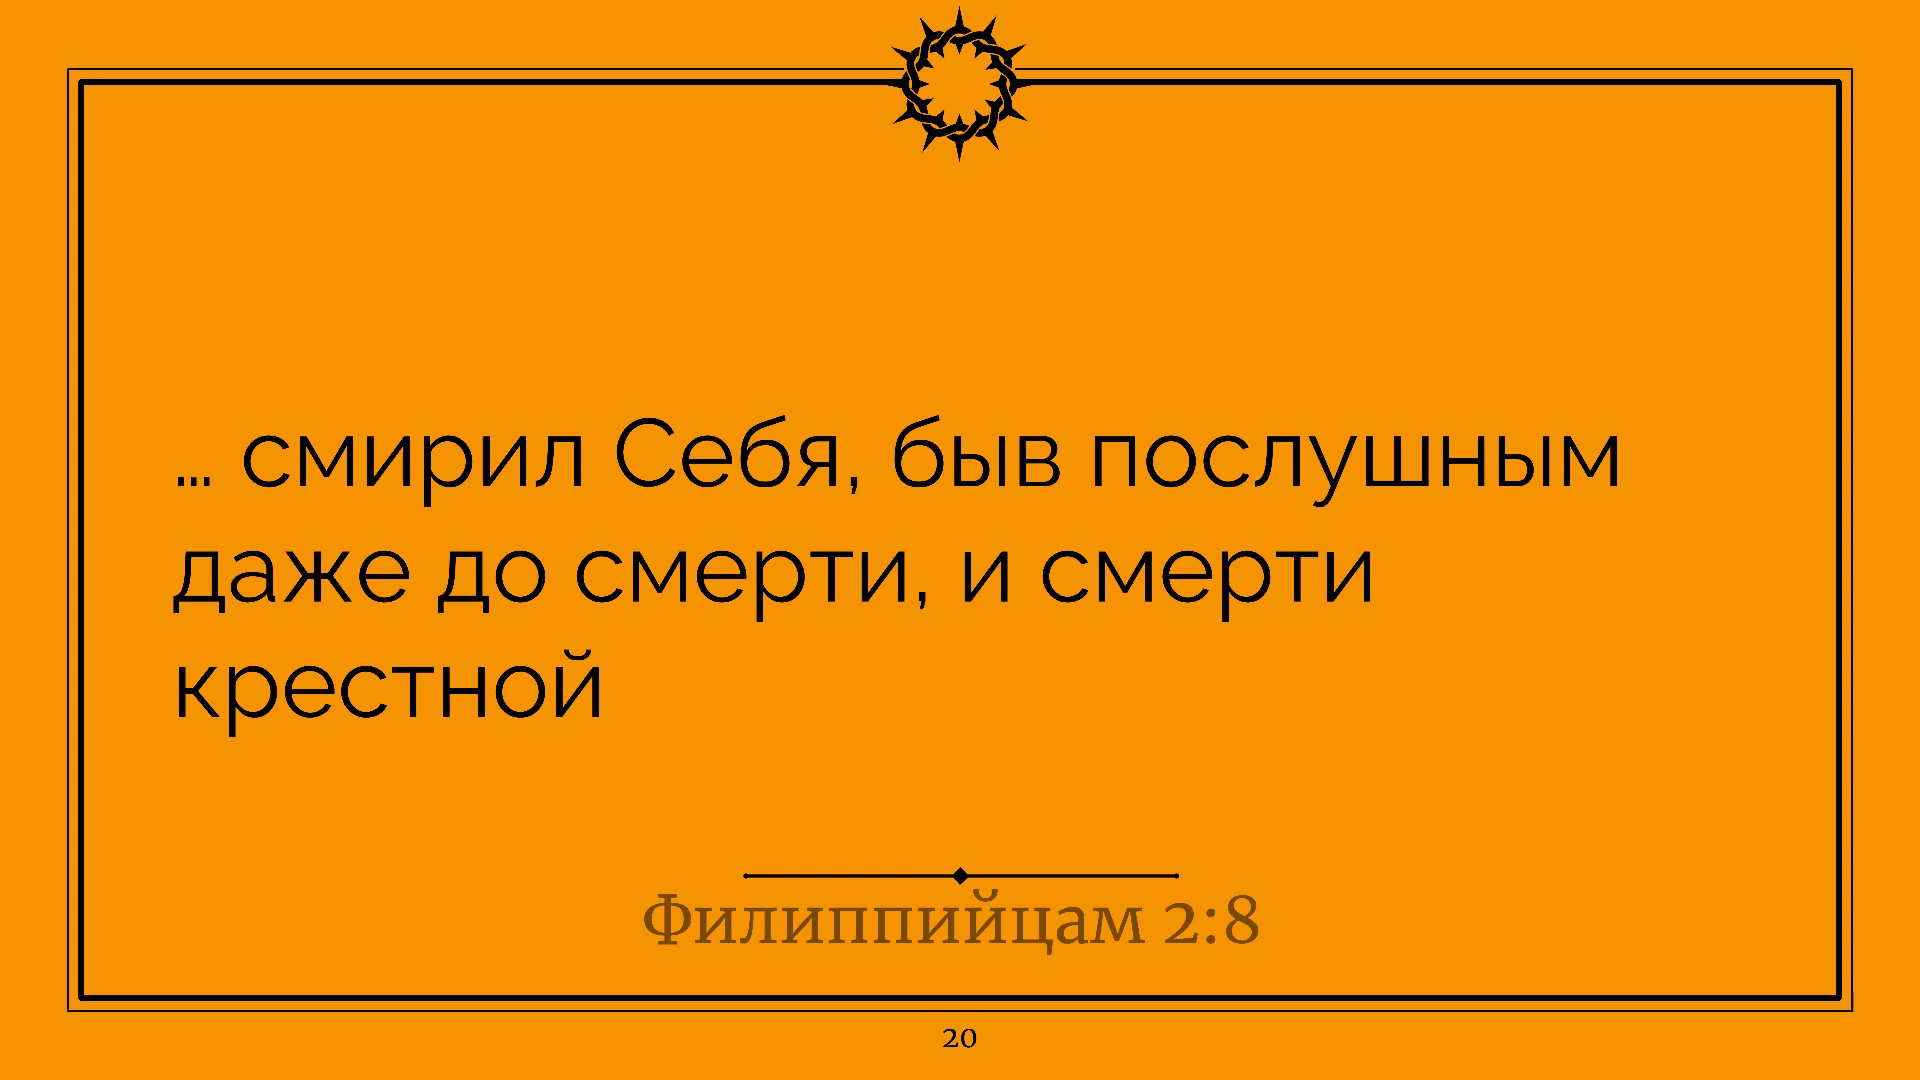 ... смирил Себя, быв послушным
даже до смерти, и смерти
крестной
Филиппийцам 2:8
20